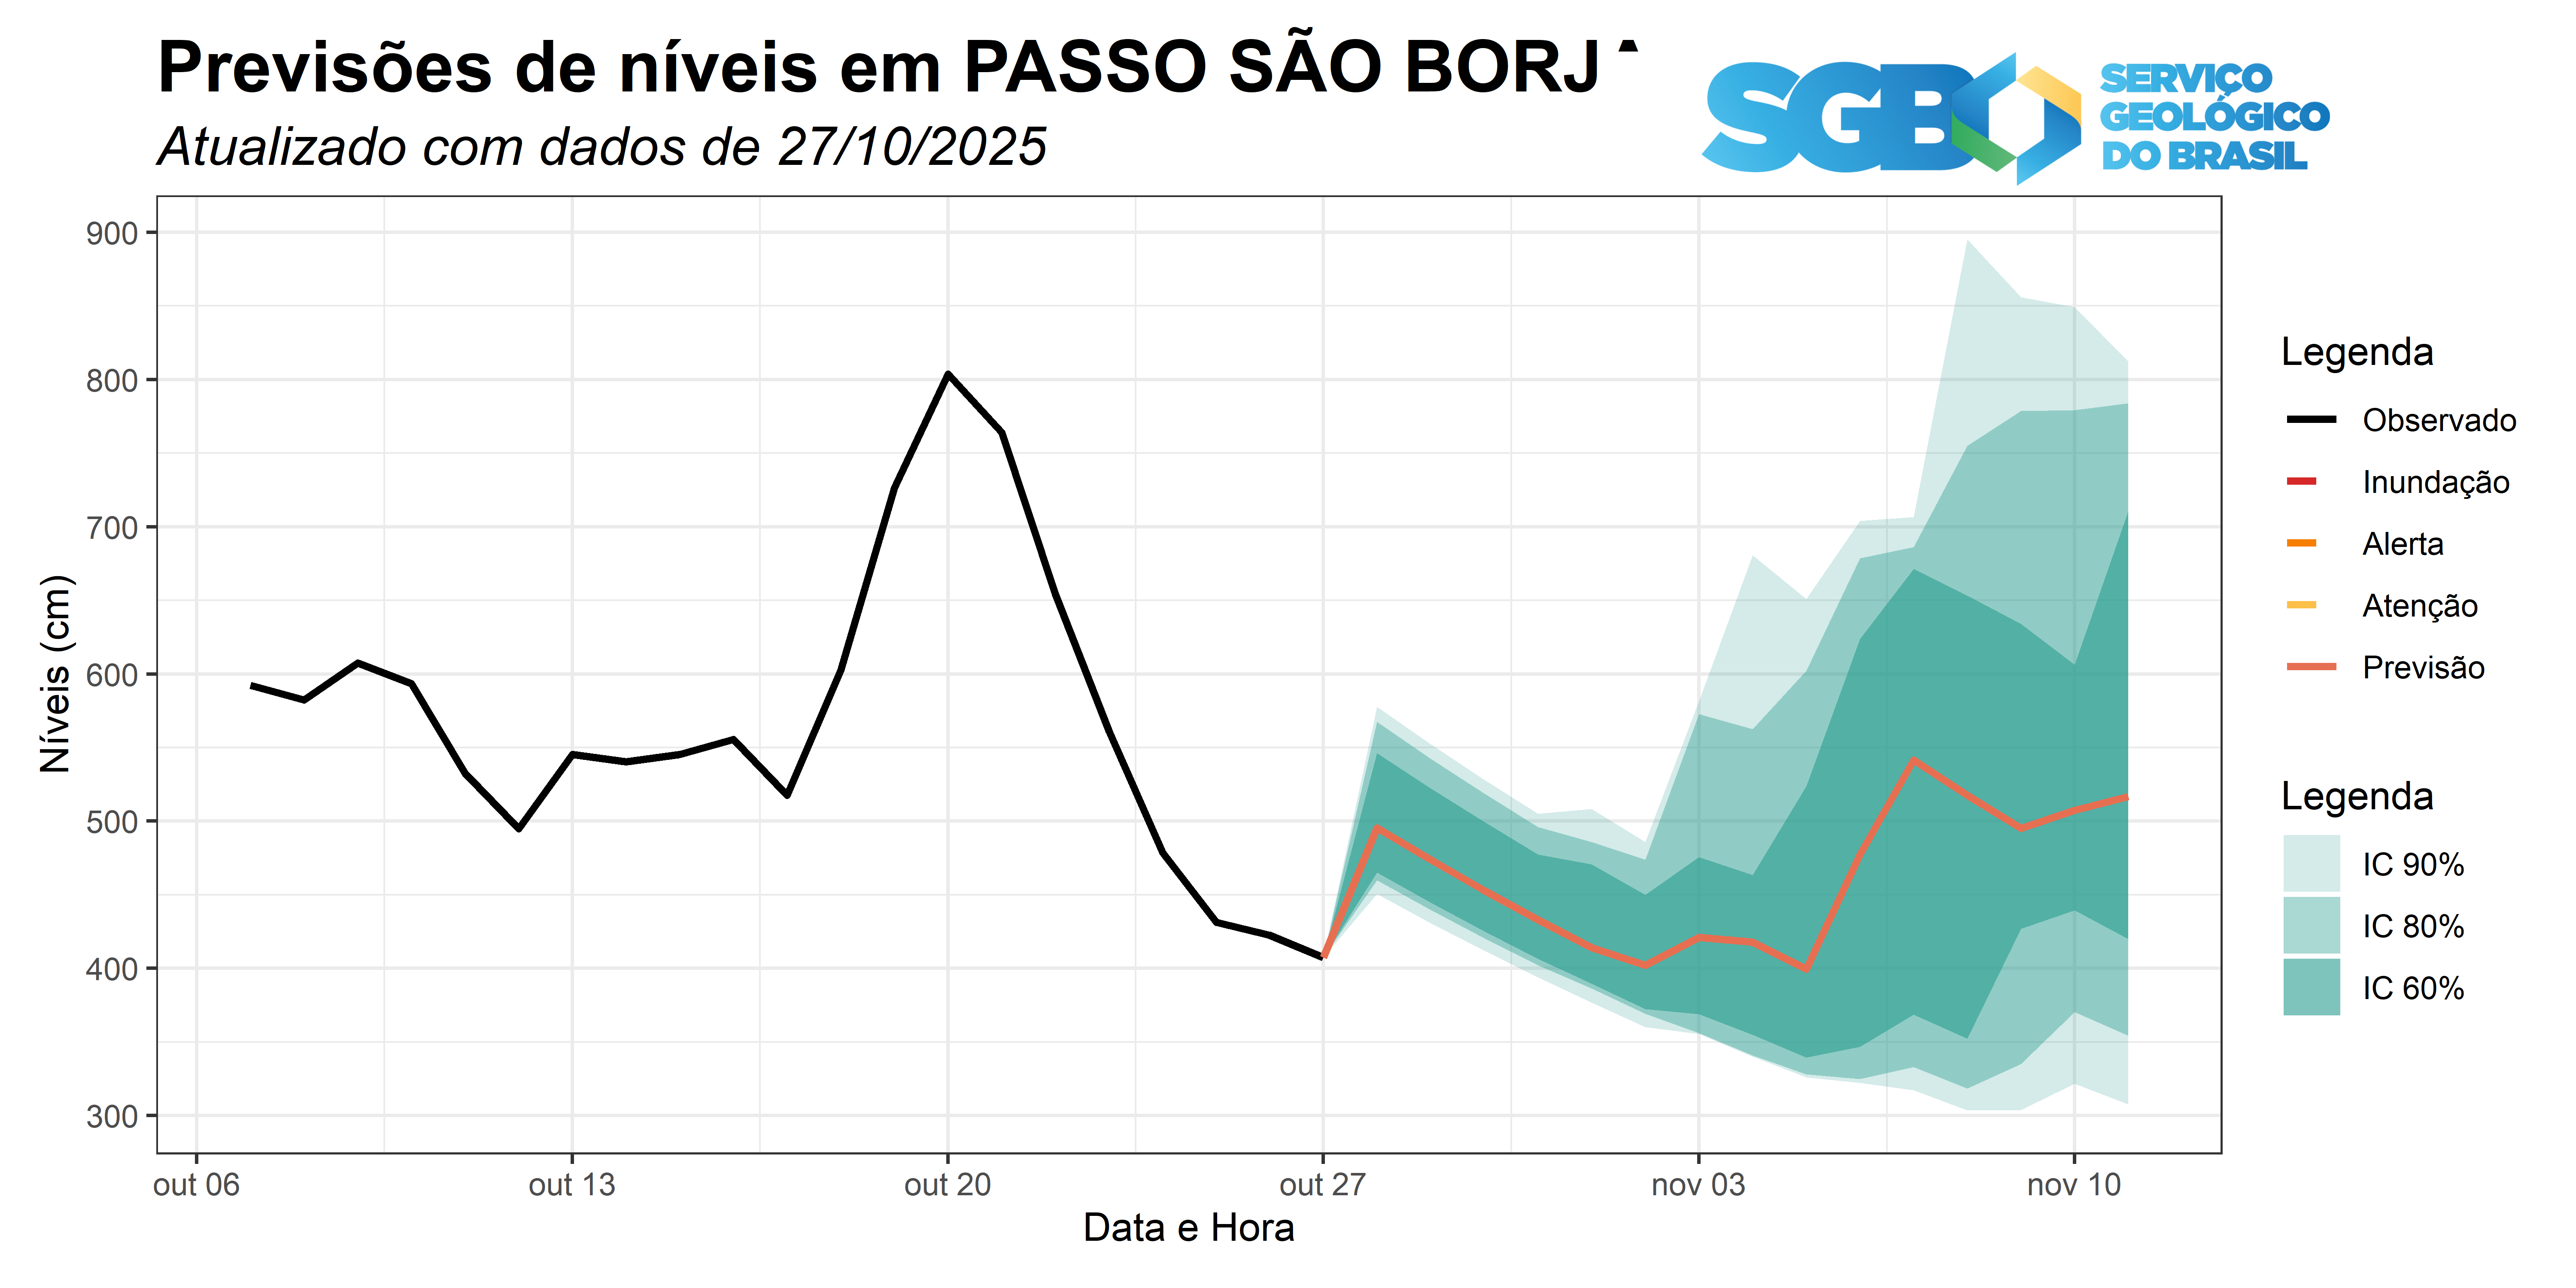 Previsões de níveis em PASSO SÃO BORJ
Atualizado com dados de 27/10/2025
SGB
SERVIÇO
GEOLÓGICO
DO BRASIL
900
800
700
600
500
400
300
Níveis (cm)
out 06
out 13
out 20
out 27
nov 03
nov 10
Data e Hora
Legenda
Observado
Inundação
Alerta
Atenção
Previsão
Legenda
IC 90%
IC 80%
IC 60%